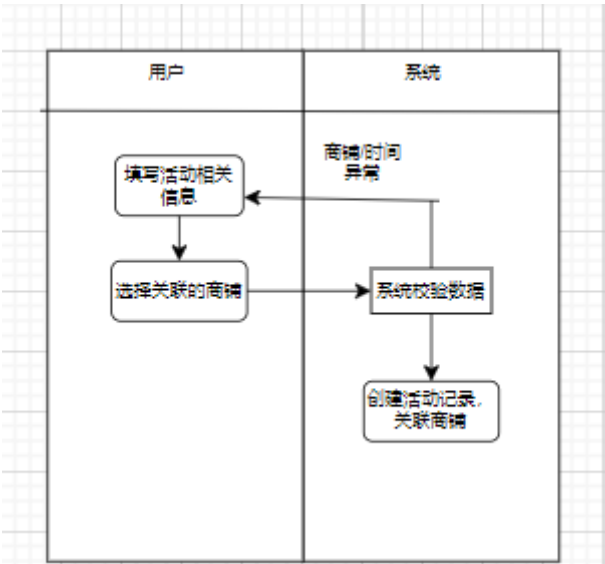 用户
系统
商铺/时间
异常
填写活动相关
信息
选择关联的商铺
系统校验数据
创建活动记录，
关联商铺